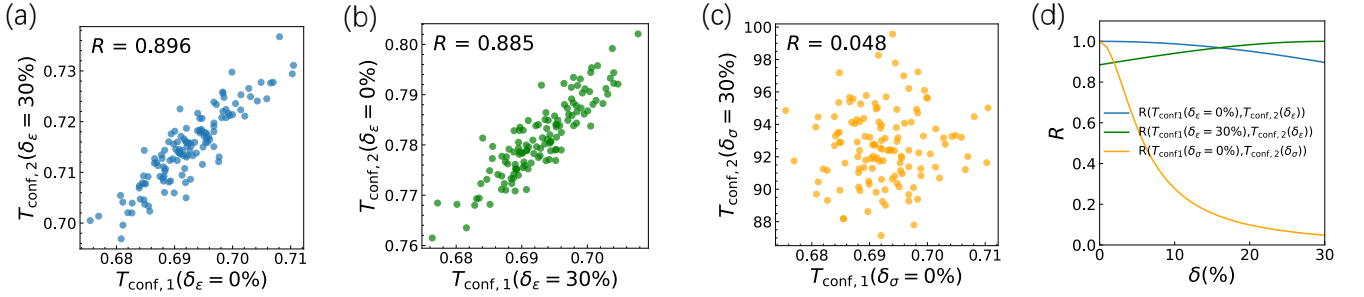 (a)
R = 0.896
0.73
0.72
0.71
0.70
0.68 0.69 0.70 0.71
T_conf, 2(δ_ε = 30%)
T_conf, 1(δ_ε = 0%)
(b)
R = 0.885
0.80
0.79
0.78
0.77
0.76
0.68 0.69 0.70
T_conf, 2(δ_ε = 0%)
T_conf, 1(δ_ε = 30%)
(c)
R = 0.048
100
98
96
94
92
90
88
0.68 0.69 0.70 0.71
T_conf, 2(δ_σ = 30%)
T_conf, 1(δ_σ = 0%)
(d)
1.0
0.8
0.6
0.4
0.2
0.0
0 10 20 30
R
δ(%)
R(T_conf1(δ_ε = 0%),T_conf, 2(δ_ε))
R(T_conf1(δ_ε = 30%),T_conf, 2(δ_ε))
R(T_conf1(δ_σ = 0%),T_conf, 2(δ_σ))